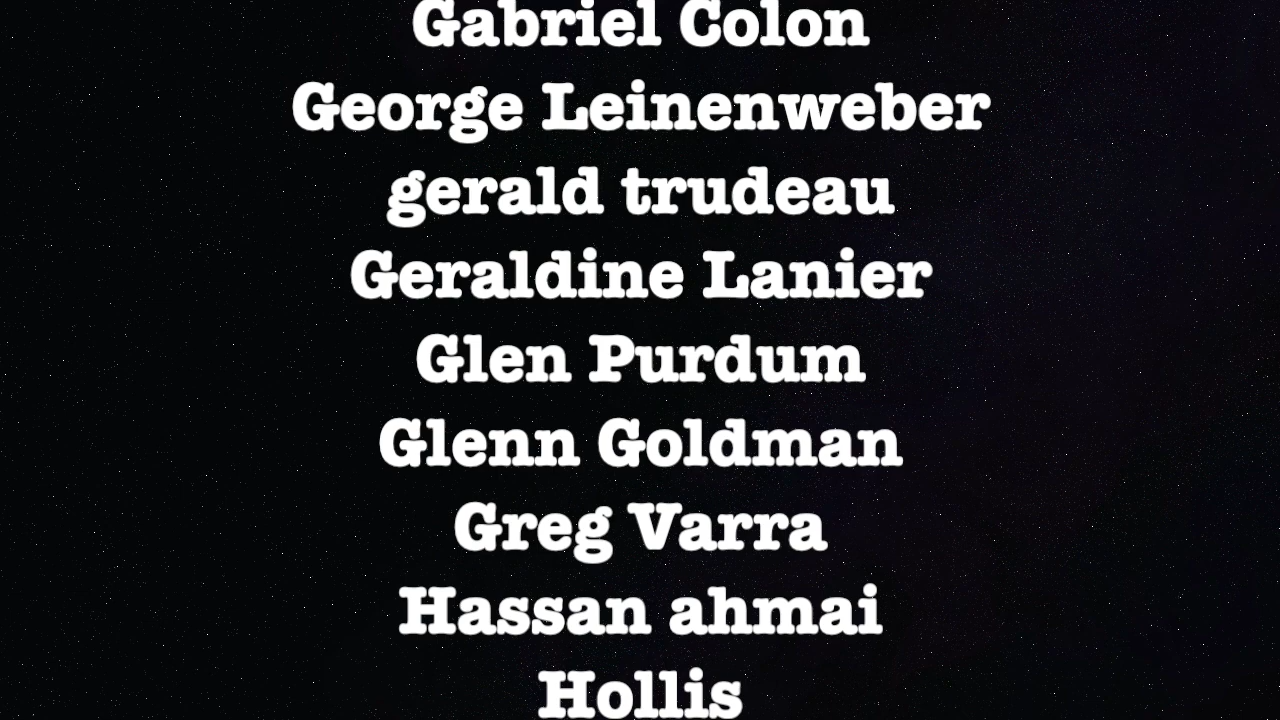 Gabriel Colon
George Leinenweber
gerald trudeau
Geraldine Lanier
Glen Purdum
Glenn Goldman
Greg Varra
Hassan ahmai
Hollis